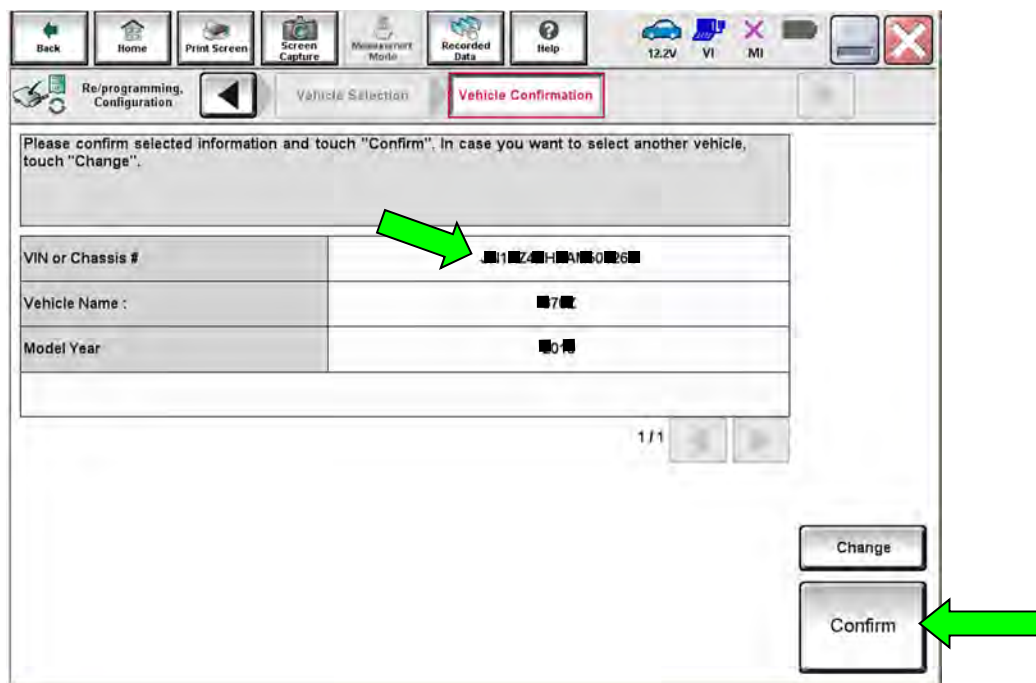 Back
Home
Print Screen
Screen Capture
Measurement Mode
Recorded Data
Help
12.2V
VI
MI
Re/programming, Configuration
Vehicle Selection
Vehicle Confirmation
Please confirm selected information and touch "Confirm". In case you want to select another vehicle,
touch "Change".
VIN or Chassis #
Vehicle Name :
Model Year
1/1
Change
Confirm